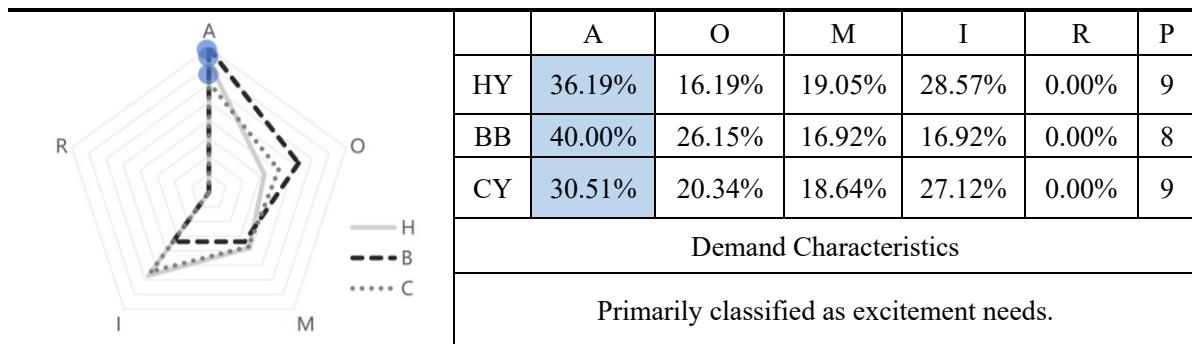 A
R
O
I
M
H
B
C
A O M I R P
HY 36.19% 16.19% 19.05% 28.57% 0.00% 9
BB 40.00% 26.15% 16.92% 16.92% 0.00% 8
CY 30.51% 20.34% 18.64% 27.12% 0.00% 9
Demand Characteristics
Primarily classified as excitement needs.